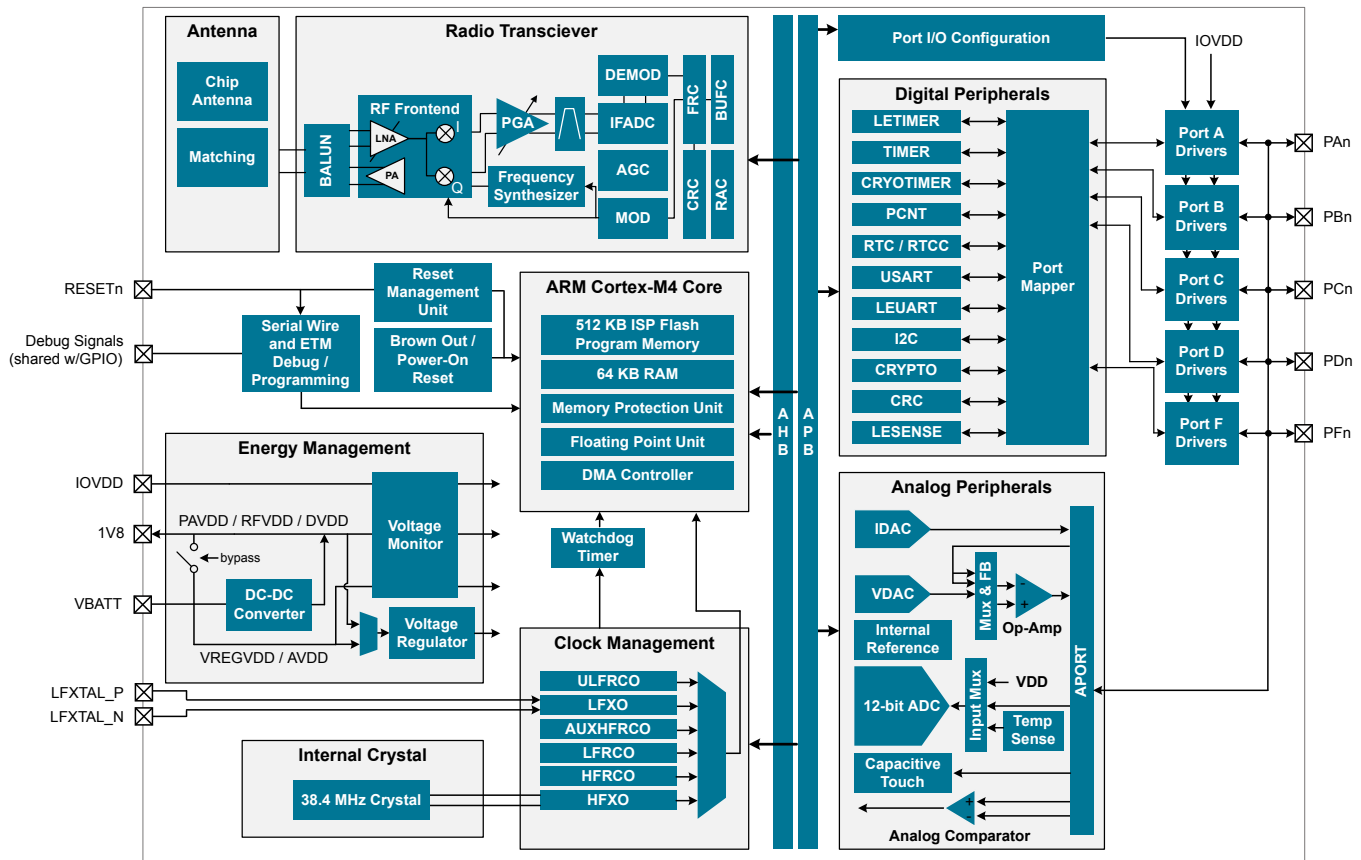 Antenna
Chip
Antenna
Matching
Radio Transciever
BALUN
RF Frontend
LNA
PA
I
Q
PGA
Frequency
Synthesizer
DEMOD
IFADC
AGC
MOD
FRC
BUFC
CRC
RAC
Port I/O Configuration
IOVDD
Digital Peripherals
LETIMER
TIMER
CRYOTIMER
PCNT
RTC / RTCC
USART
LEUART
I2C
CRYPTO
CRC
LESENSE
Port
Mapper
Port A
Drivers
Port B
Drivers
Port C
Drivers
Port D
Drivers
Port F
Drivers
PAn
PBn
PCn
PDn
PFn
RESETn
Debug Signals
(shared w/GPIO)
Reset
Management
Unit
Serial Wire
and ETM
Debug /
Programming
Brown Out /
Power-On
Reset
ARM Cortex-M4 Core
512 KB ISP Flash
Program Memory
64 KB RAM
Memory Protection Unit
Floating Point Unit
DMA Controller
A
H
B
A
P
B
Energy Management
IOVDD
1V8
VBATT
PAVDD / RFVDD / DVDD
bypass
DC-DC
Converter
VREGVDD / AVDD
Voltage
Monitor
Voltage
Regulator
Watchdog
Timer
Clock Management
ULFRCO
LFXO
AUXHFRCO
LFRCO
HFRCO
HFXO
LFXTAL_P
LFXTAL_N
Internal Crystal
38.4 MHz Crystal
Analog Peripherals
IDAC
VDAC
Mux & FB
-
+
Op-Amp
Internal
Reference
12-bit ADC
Input Mux
VDD
Temp
Sense
Capacitive
Touch
+
-
Analog Comparator
APORT